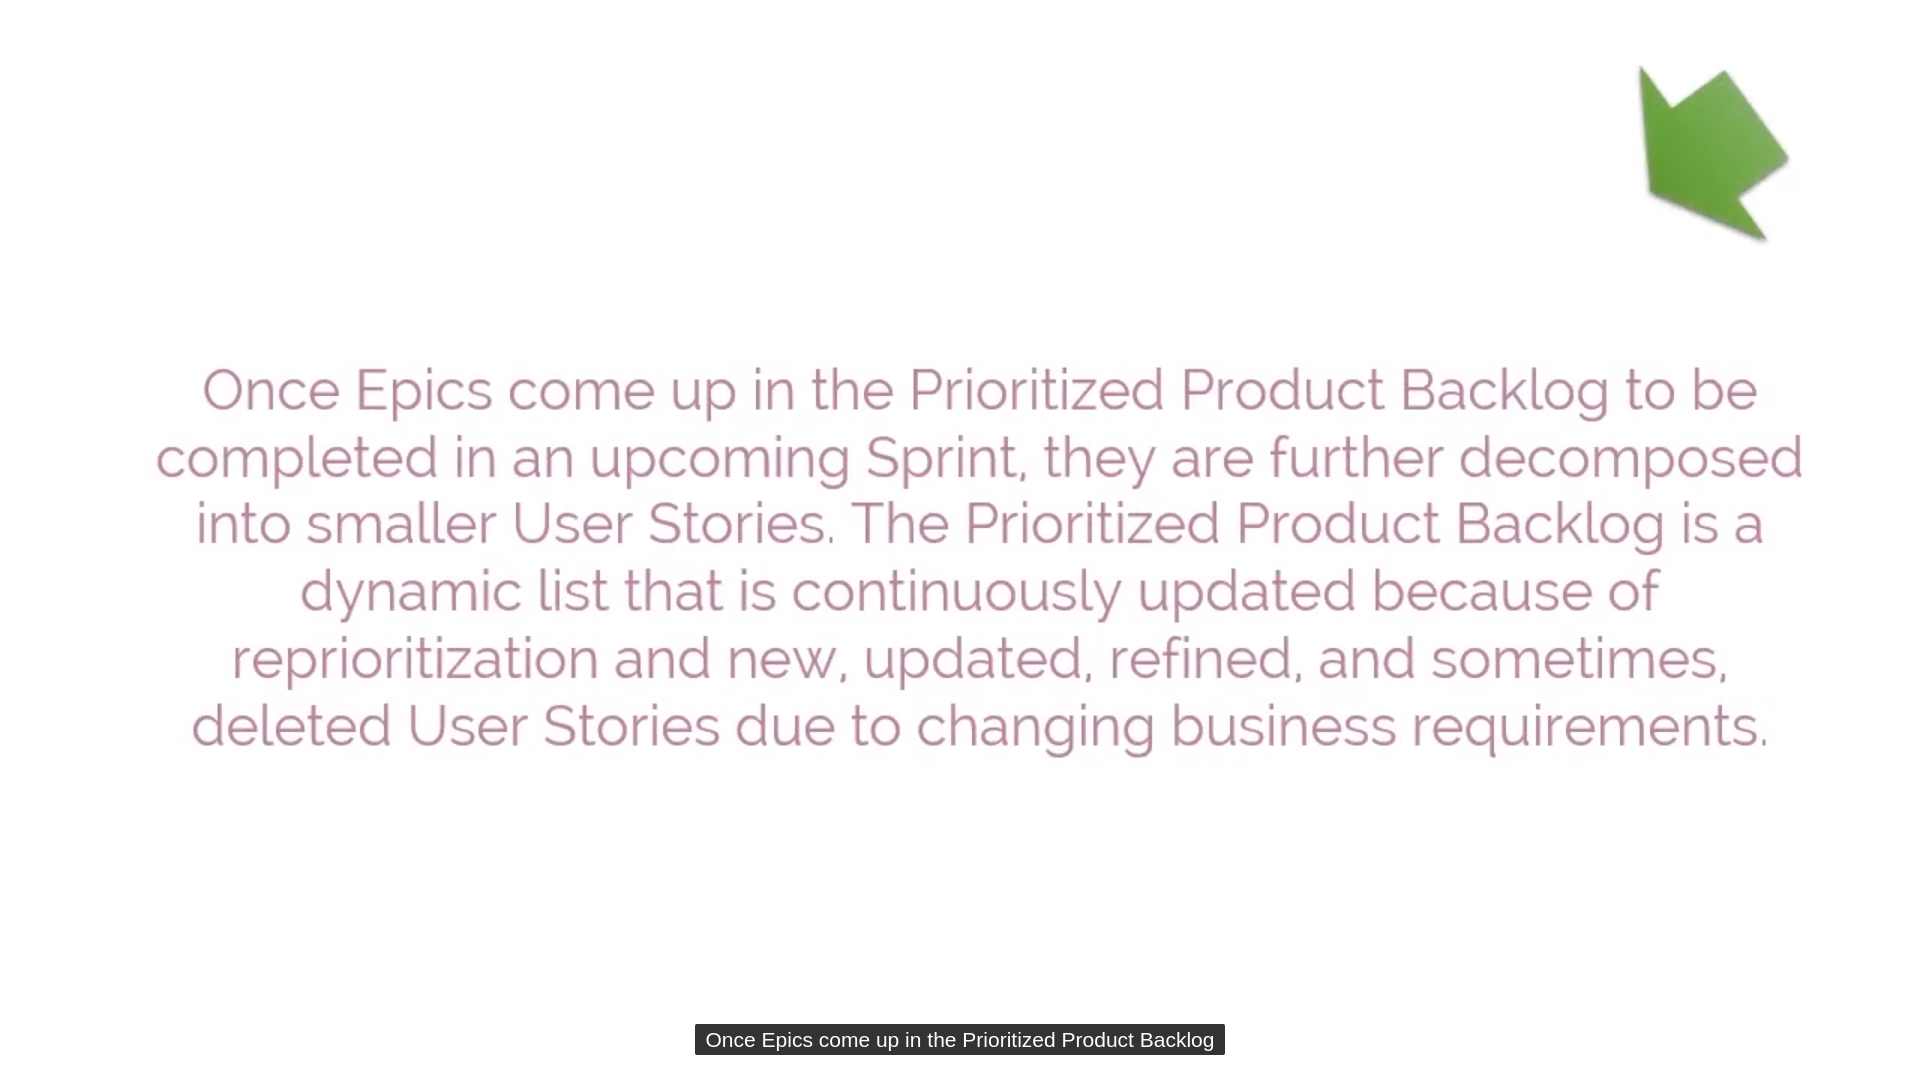 Once Epics come up in the Prioritized Product Backlog to be
completed in an upcoming Sprint, they are further decomposed
into smaller User Stories. The Prioritized Product Backlog is a
dynamic list that is continuously updated because of
reprioritization and new, updated, refined, and sometimes,
deleted User Stories due to changing business requirements.
Once Epics come up in the Prioritized Product Backlog